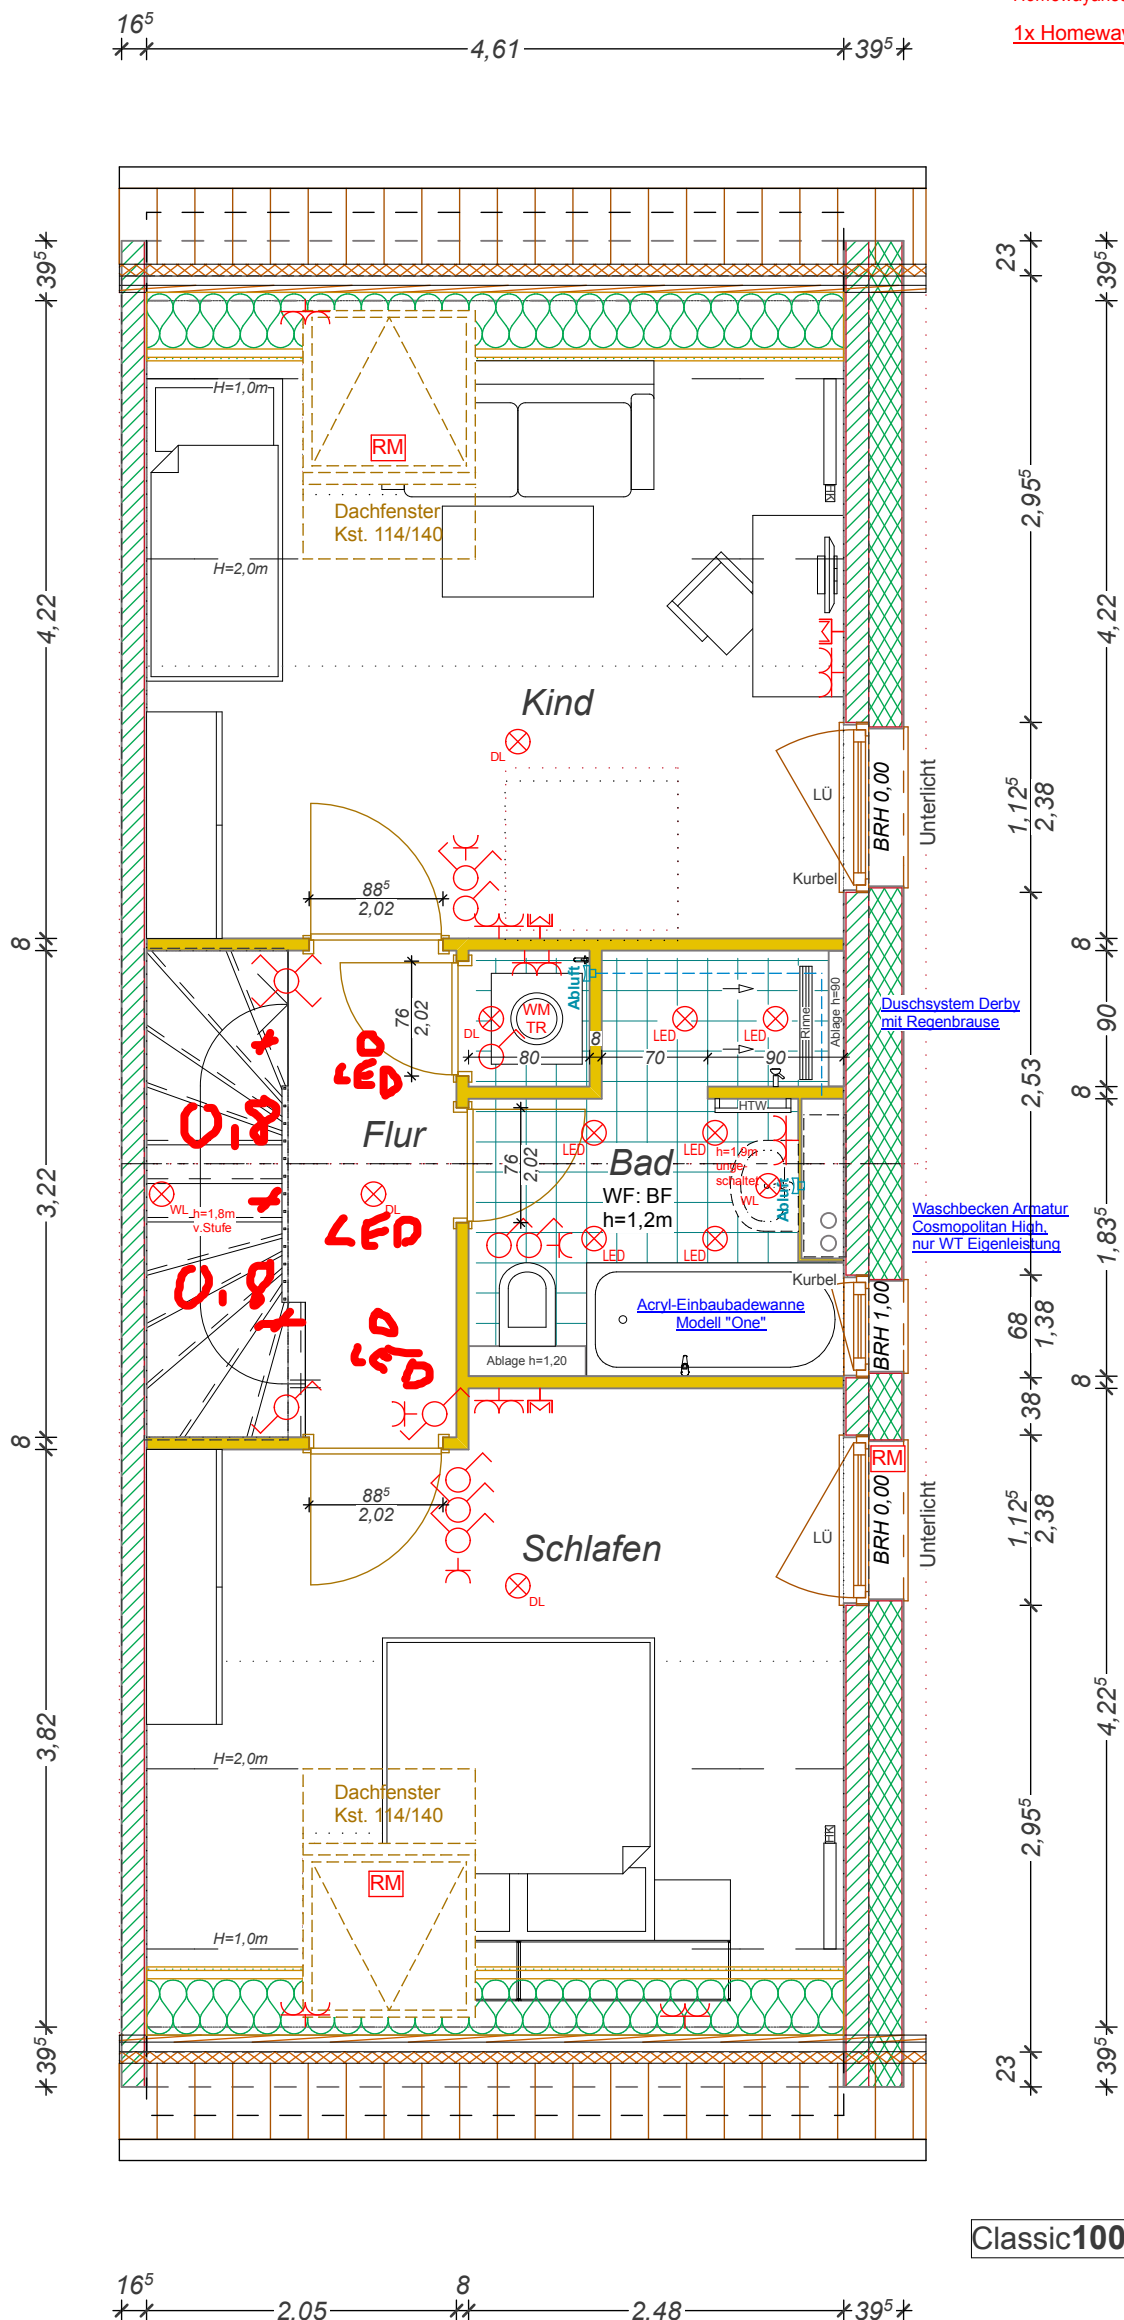 1x Homeway
16⁵
4,61
39⁵
39⁵
23
39⁵
H=1,0m
RM
Dachfenster
Kst. 114/140
HK
H=2,0m
2,95⁵
4,22
4,22
Kind
DL
LÜ
BRH 0,00
Unterlicht
1,12⁵
2,38
Kurbel
88⁵
2,02
8
8
76
2,02
DL
WM
TR
Abluft
80
8
LED
70
LED
90
Rinne
Ablage h=90
Duschsystem Derby
mit Regenbrause
90
2,53
LED
0,8
Flur
HTW
8
LED
LED
Bad
WF: BF
h=1,2m
h=1,9m
unge-
schaltet
WL
Abluft
76
2,02
WL
h=1,8m
v.Stufe
DL
LED
3,22
Waschbecken Armatur
Cosmopolitan High,
nur WT Eigenleistung
1,83⁵
LED
LED
0,8
Kurbel
Acryl-Einbaubadewanne
Modell "One"
BRH 1,00
68
1,38
LED
Ablage h=1,20
8
38
8
RM
88⁵
2,02
Schlafen
DL
LÜ
BRH 0,00
Unterlicht
1,12⁵
2,38
3,82
4,22⁵
H=2,0m
Dachfenster
Kst. 114/140
HK
2,95⁵
RM
H=1,0m
39⁵
23
39⁵
Classic100
16⁵
2,05
8
2,48
39⁵